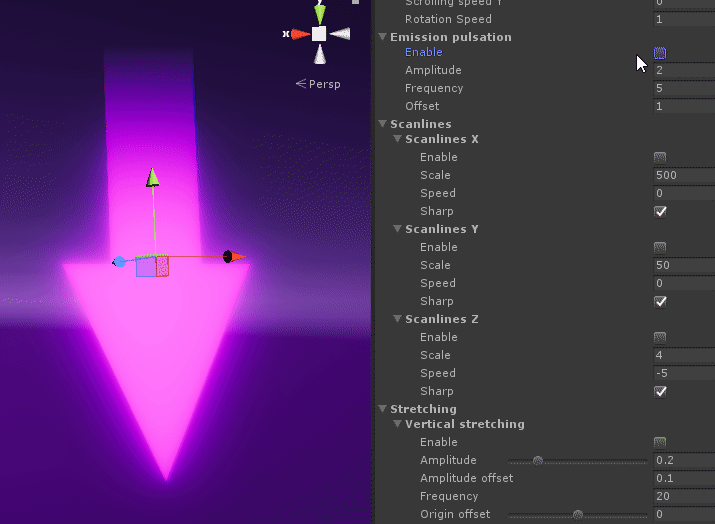 Scrolling speed Y 0
Rotation Speed 1
Emission pulsation
Enable
Amplitude 2
Frequency 5
Offset 1
Scanlines
Scanlines X
Enable
Scale 500
Speed 0
Sharp
Scanlines Y
Enable
Scale 50
Speed 0
Sharp
Scanlines Z
Enable
Scale 4
Speed -5
Sharp
Stretching
Vertical stretching
Enable
Amplitude 0.2
Amplitude offset 0.1
Frequency 20
Origin offset 0
y
x
Persp